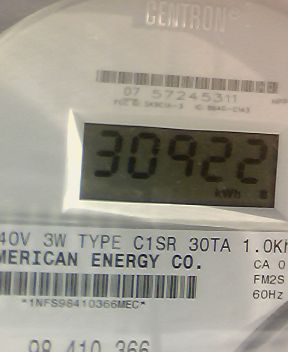 CENTRON®
07 57245311
30922
kWh
40V 3W TYPE C1SR 30TA 1.0Kh
MERICAN ENERGY CO.
CA 0
FM2S
60Hz
*1NFS98410366MEC*
98 410 366